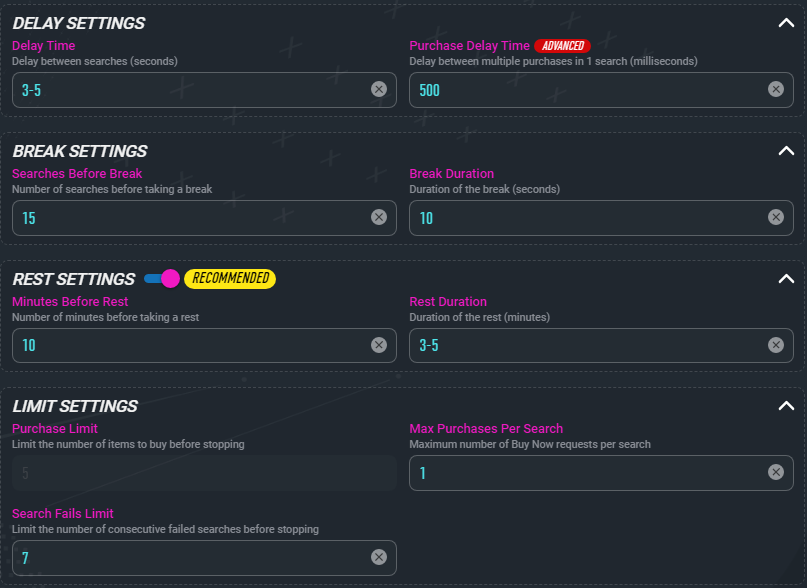 DELAY SETTINGS
Delay Time
Delay between searches (seconds)
3-5
Purchase Delay Time ADVANCED
Delay between multiple purchases in 1 search (milliseconds)
500
BREAK SETTINGS
Searches Before Break
Number of searches before taking a break
15
Break Duration
Duration of the break (seconds)
10
REST SETTINGS RECOMMENDED
Minutes Before Rest
Number of minutes before taking a rest
10
Rest Duration
Duration of the rest (minutes)
3-5
LIMIT SETTINGS
Purchase Limit
Limit the number of items to buy before stopping
5
Max Purchases Per Search
Maximum number of Buy Now requests per search
1
Search Fails Limit
Limit the number of consecutive failed searches before stopping
7